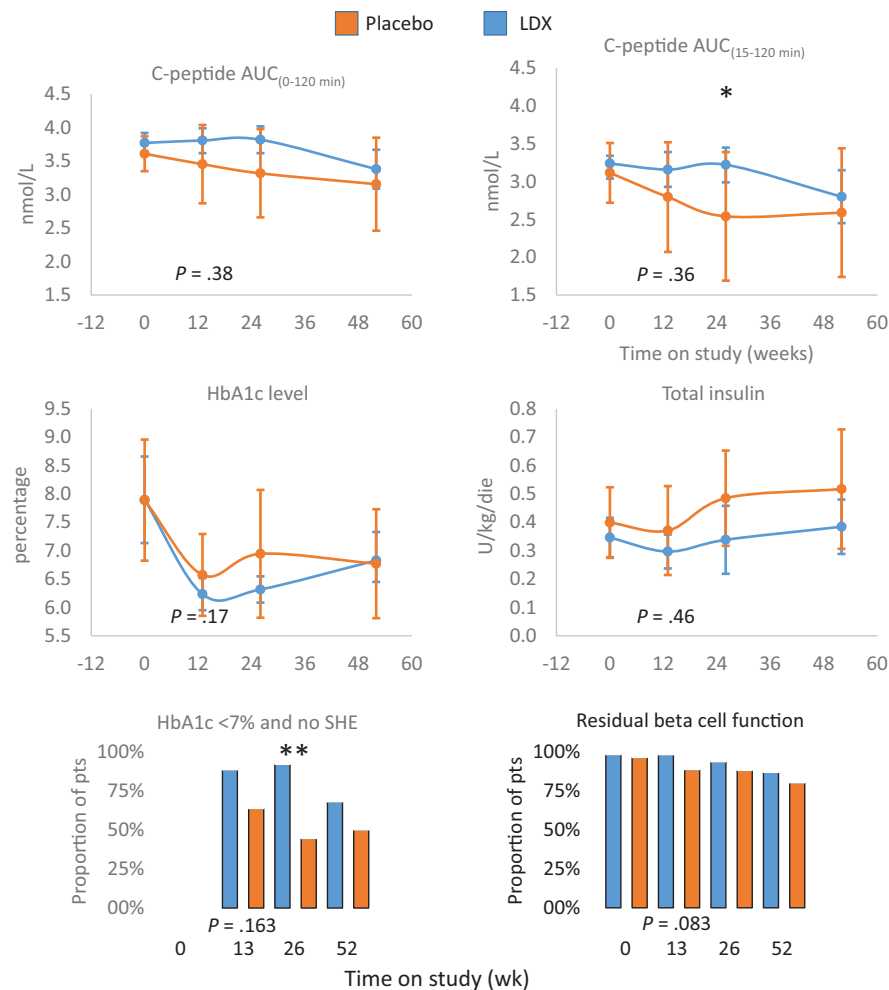 Placebo LDX
C-peptide AUC(0-120 min)
nmol/L
4.5
4.0
3.5
3.0
2.5
2.0
1.5
P = .38
-12 0 12 24 36 48 60
C-peptide AUC(15-120 min)
nmol/L
4.5
4.0
3.5
3.0
2.5
2.0
1.5
*
P = .36
-12 0 12 24 36 48 60
Time on study (weeks)
HbA1c level
percentage
9.5
9.0
8.5
8.0
7.5
7.0
6.5
6.0
5.5
P = .17
-12 0 12 24 36 48 60
Total insulin
U/kg/die
0.8
0.7
0.6
0.5
0.4
0.3
0.2
0.1
0.0
P = .46
-12 0 12 24 36 48 60
HbA1c <7% and no SHE
Proportion of pts
100%
75%
50%
25%
00%
**
P = .163
0 13 26 52
Residual beta cell function
Proportion of pts
100%
75%
50%
25%
00%
P = .083
0 13 26 52
Time on study (wk)